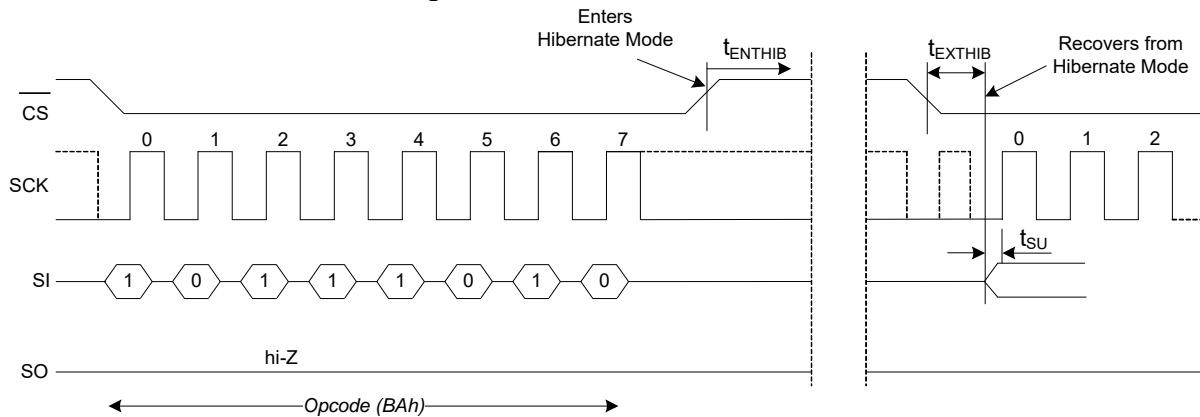 Enters
Hibernate Mode
tENTHIB
tEXTHIB
Recovers from
Hibernate Mode
CS
0 1 2 3 4 5 6 7 0 1 2
SCK
tSU
SI 1 0 1 1 1 0 1 0
hi-Z
SO
Opcode (BAh)